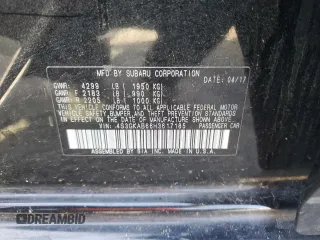 MFD. BY SUBARU CORPORATION DATE: 04/17
GVWR: 4299 LB (1950 KG)
GAWR: F 2183 LB ( 990 KG)
GAWR: R 2205 LB (1000 KG)
THIS VEHICLE CONFORMS TO ALL APPLICABLE FEDERAL
MOTOR VEHICLE SAFETY, BUMPER, AND THEFT PREVENTION
STANDARDS IN EFFECT ON THE DATE OF MANUFACTURE
SHOWN ABOVE.
VIN: PASSENGER CAR
ASSEMBLED BY SIA INC. MADE IN U.S.A.
DREAMBID